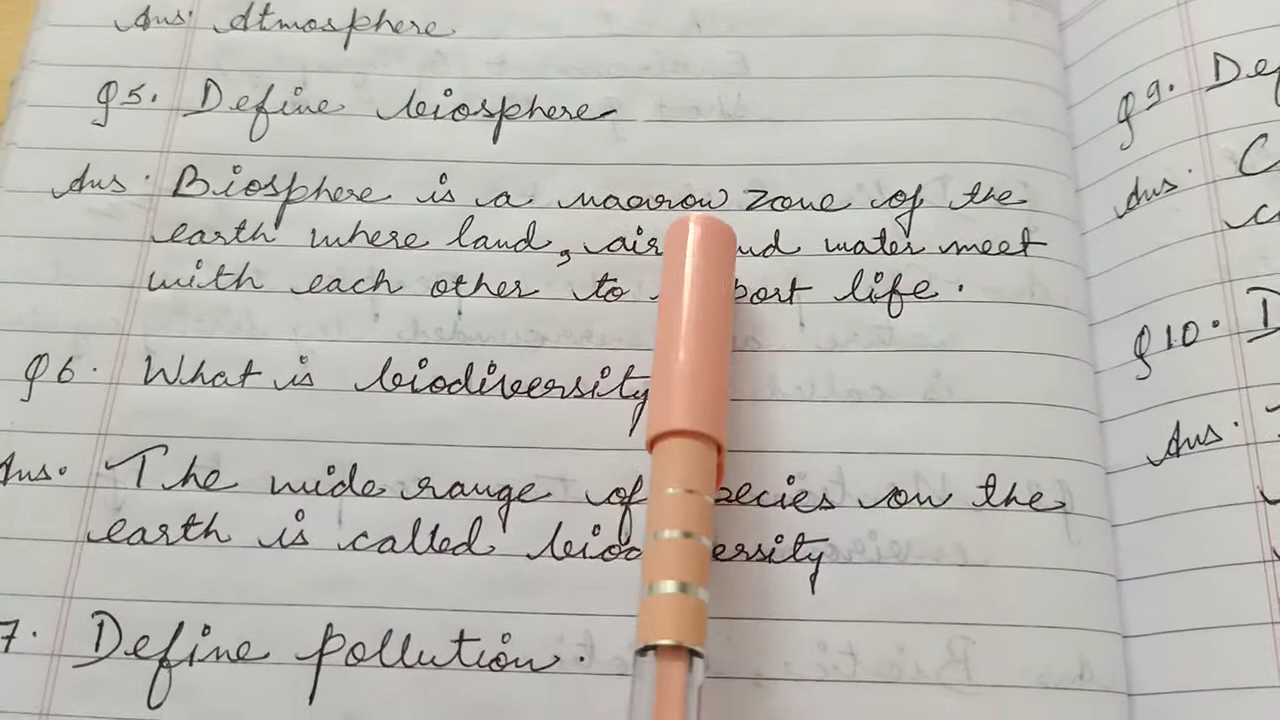 Ans: Atmosphere
Q5. Define biosphere
Ans. Biosphere is a narrow zone of the
earth where land, air and water meet
with each other to support life.
Q6. What is biodiversity
Ans. The wide range of species on the
earth is called biodiversity
7. Define pollution.
Q9. De
Ans. C
Q10. D
Ans.